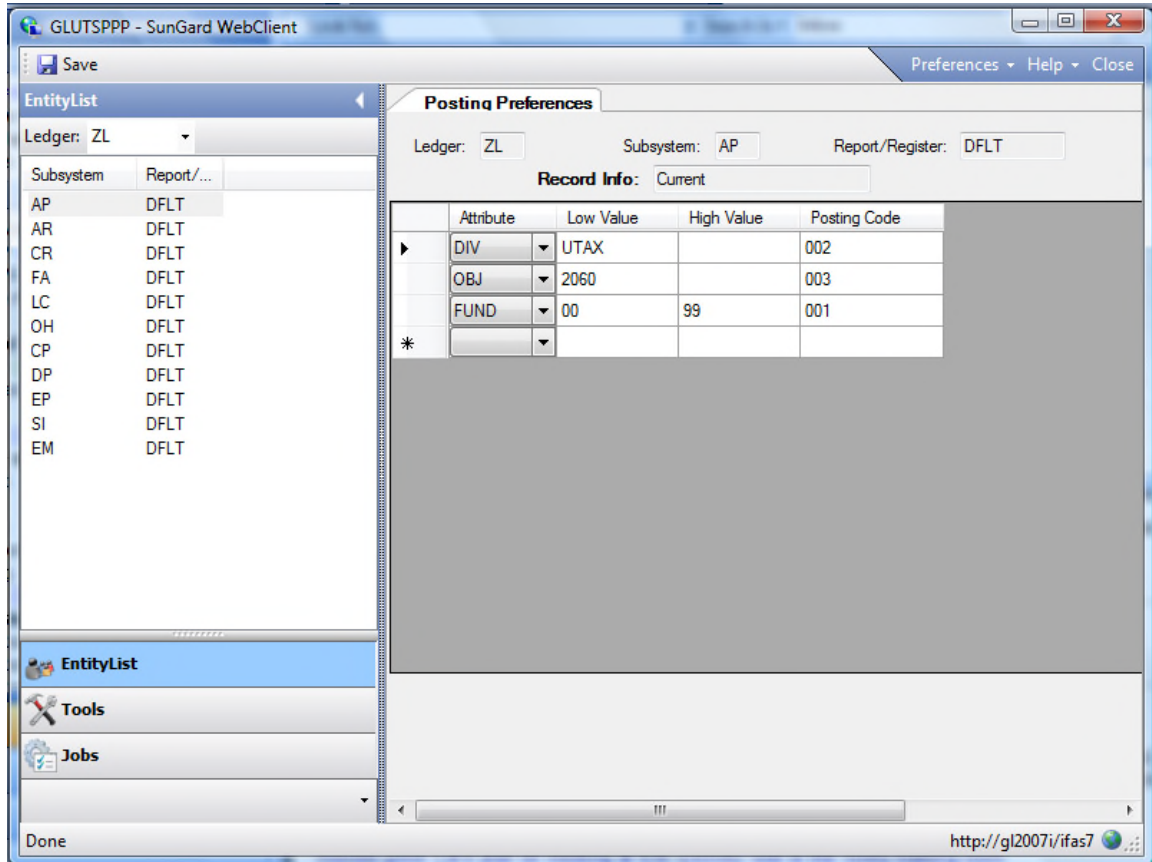 GLUTSPPP - SunGard WebClient
Save
Preferences Help Close
EntityList
Ledger: ZL
Subsystem Report/...
AP DFLT
AR DFLT
CR DFLT
FA DFLT
LC DFLT
OH DFLT
CP DFLT
DP DFLT
EP DFLT
SI DFLT
EM DFLT
EntityList
Tools
Jobs
Posting Preferences
Ledger: ZL Subsystem: AP Report/Register: DFLT
Record Info: Current
Attribute Low Value High Value Posting Code
DIV UTAX 002
OBJ 2060 003
FUND 00 99 001
Done http://gl2007i/ifas7